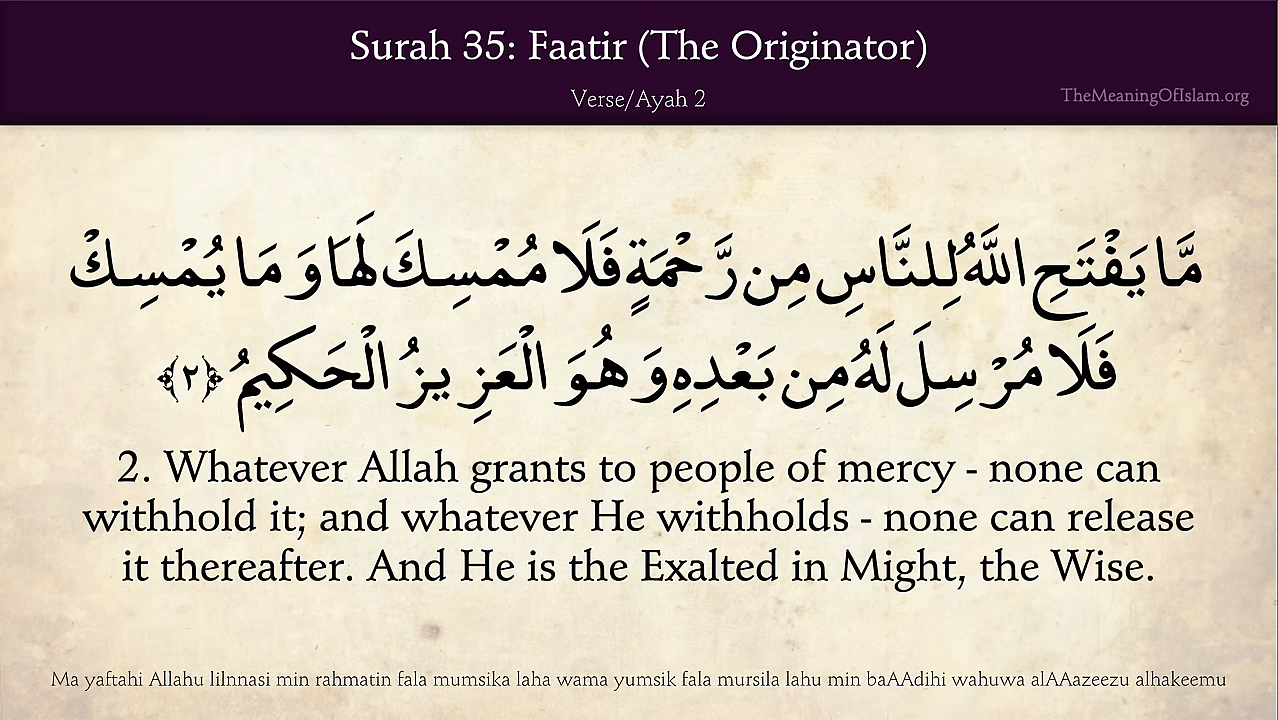 Surah 35: Faatir (The Originator)
Verse/Ayah 2
TheMeaningOfIslam.org
مَّا يَفْتَحِ اللَّهُ لِلنَّاسِ مِن رَّحْمَةٍ فَلَا مُمْسِكَ لَهَا وَ مَا يُمْسِكْ
فَلَا مُرْسِلَ لَهُ مِن بَعْدِهِ وَ هُوَ الْعَزِيزُ الْحَكِيمُ ﴿٢﴾
2. Whatever Allah grants to people of mercy - none can
withhold it; and whatever He withholds - none can release
it thereafter. And He is the Exalted in Might, the Wise.
Ma yaftahi Allahu lilnnasi min rahmatin fala mumsika laha wama yumsik fala mursila lahu min baAAdihi wahuwa alAAazeezu alhakeemu